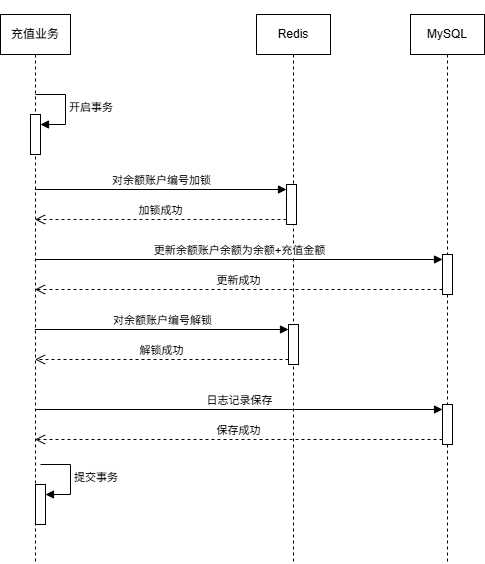 充值业务
Redis
MySQL
开启事务
对余额账户编号加锁
加锁成功
更新余额账户余额为余额+充值金额
更新成功
对余额账户编号解锁
解锁成功
日志记录保存
保存成功
提交事务